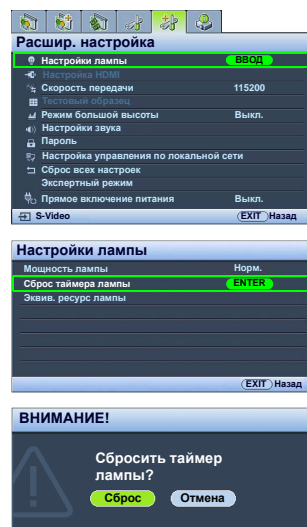 Расшир. настройка
Настройки лампы ВВОД
Настройка HDMI
Скорость передачи 115200
Тестовый образец
Режим большой высоты Выкл.
Настройки звука
Пароль
Настройка управления по локальной сети
Сброс всех настроек
Экспертный режим
Прямое включение питания Выкл.
S-Video EXIT Назад
Настройки лампы
Мощность лампы Норм.
Сброс таймера лампы ENTER
Эквив. ресурс лампы
EXIT Назад
ВНИМАНИЕ!
Сбросить таймер
лампы?
Сброс Отмена